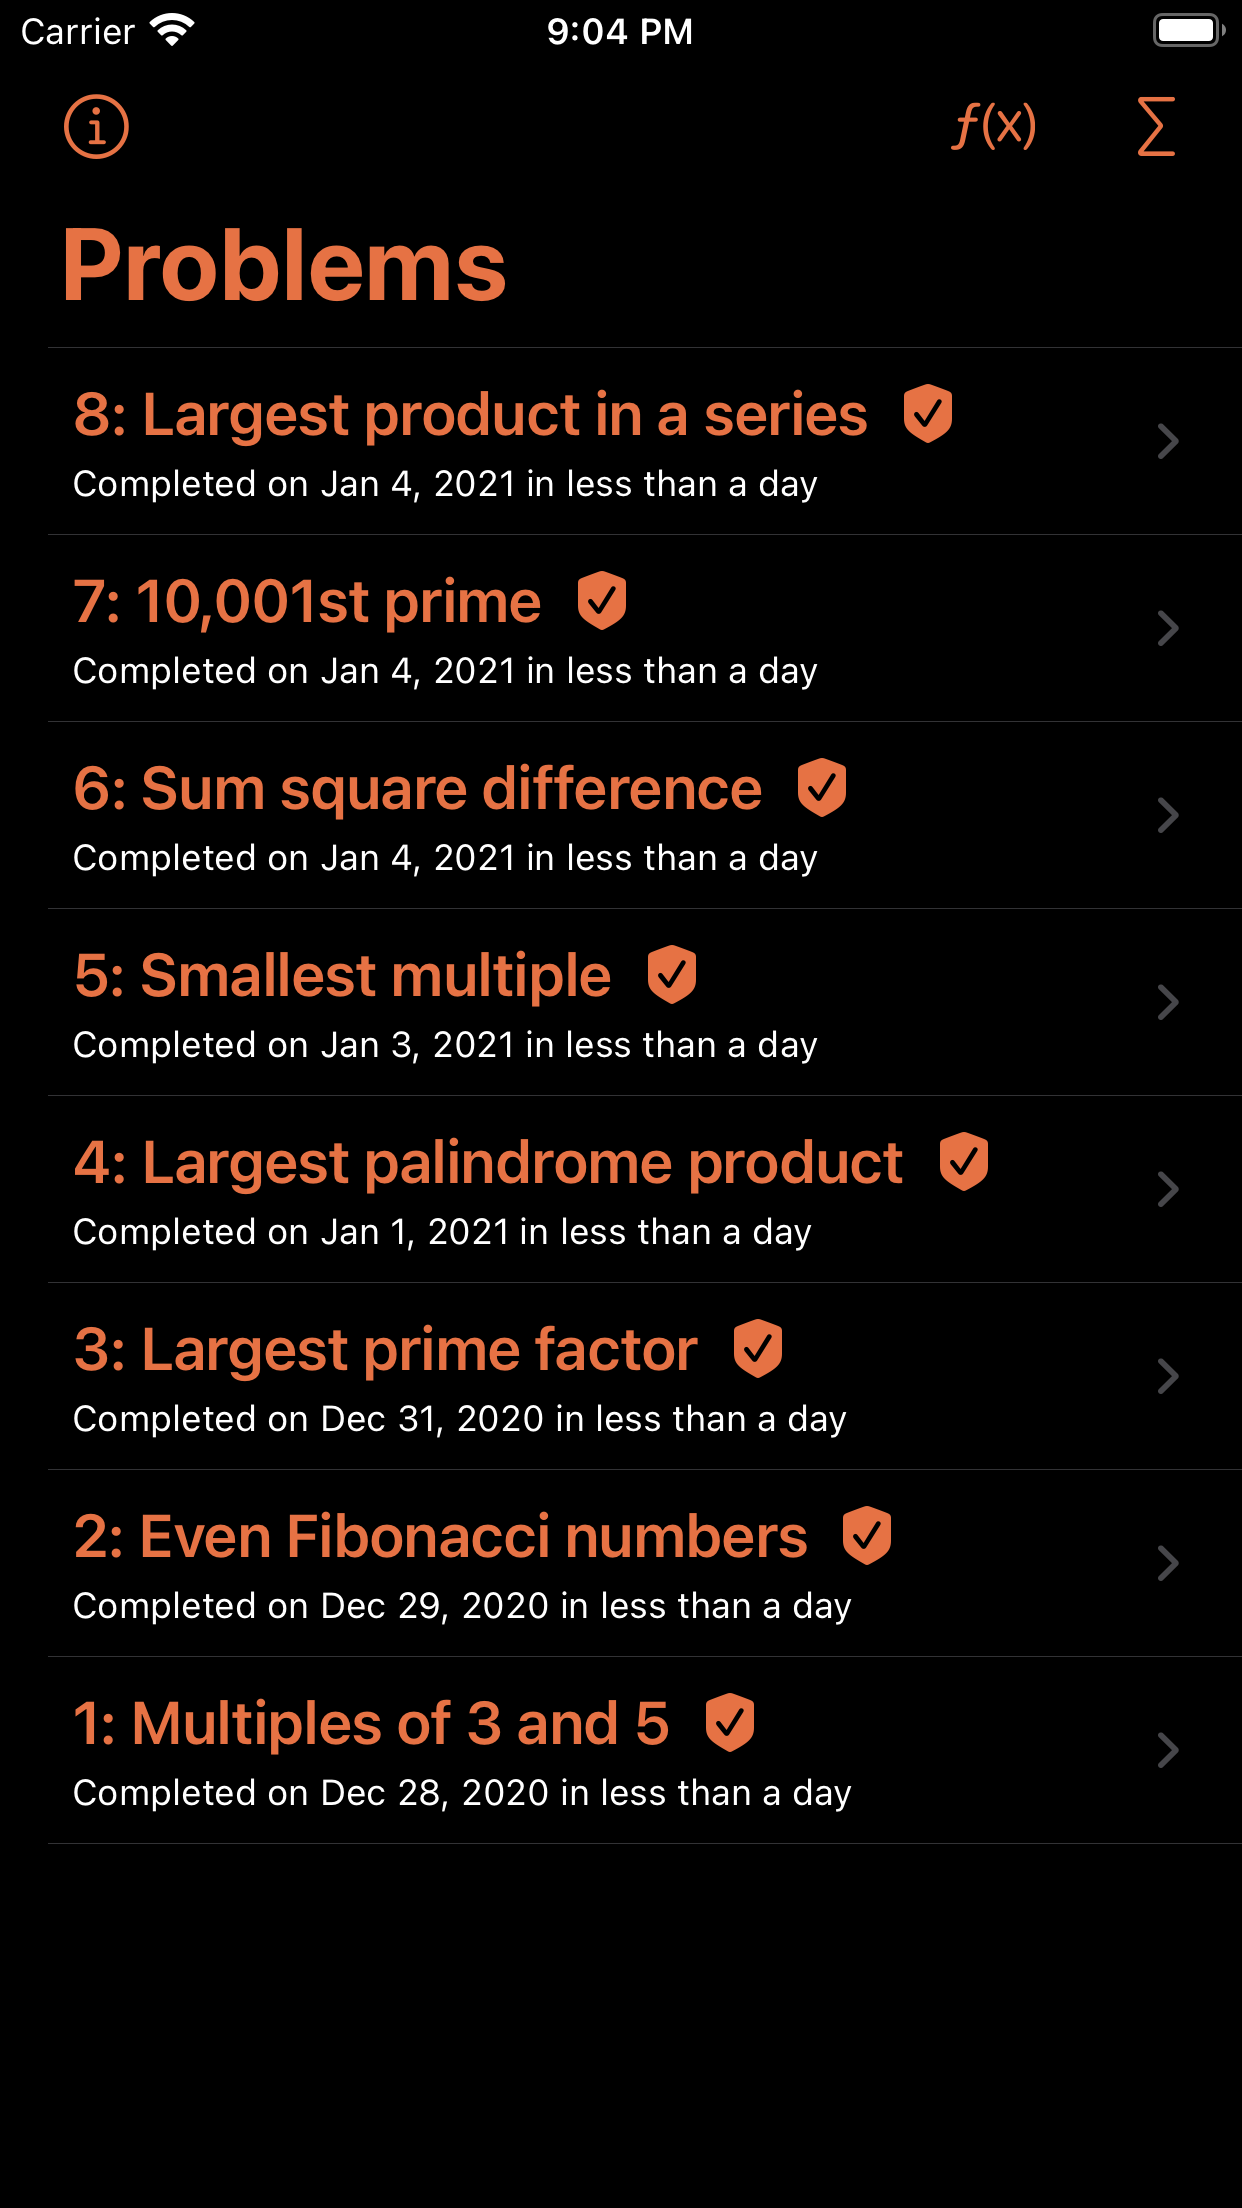 Carrier
9:04 PM
f(x)
Problems
8: Largest product in a series
Completed on Jan 4, 2021 in less than a day
7: 10,001st prime
Completed on Jan 4, 2021 in less than a day
6: Sum square difference
Completed on Jan 4, 2021 in less than a day
5: Smallest multiple
Completed on Jan 3, 2021 in less than a day
4: Largest palindrome product
Completed on Jan 1, 2021 in less than a day
3: Largest prime factor
Completed on Dec 31, 2020 in less than a day
2: Even Fibonacci numbers
Completed on Dec 29, 2020 in less than a day
1: Multiples of 3 and 5
Completed on Dec 28, 2020 in less than a day